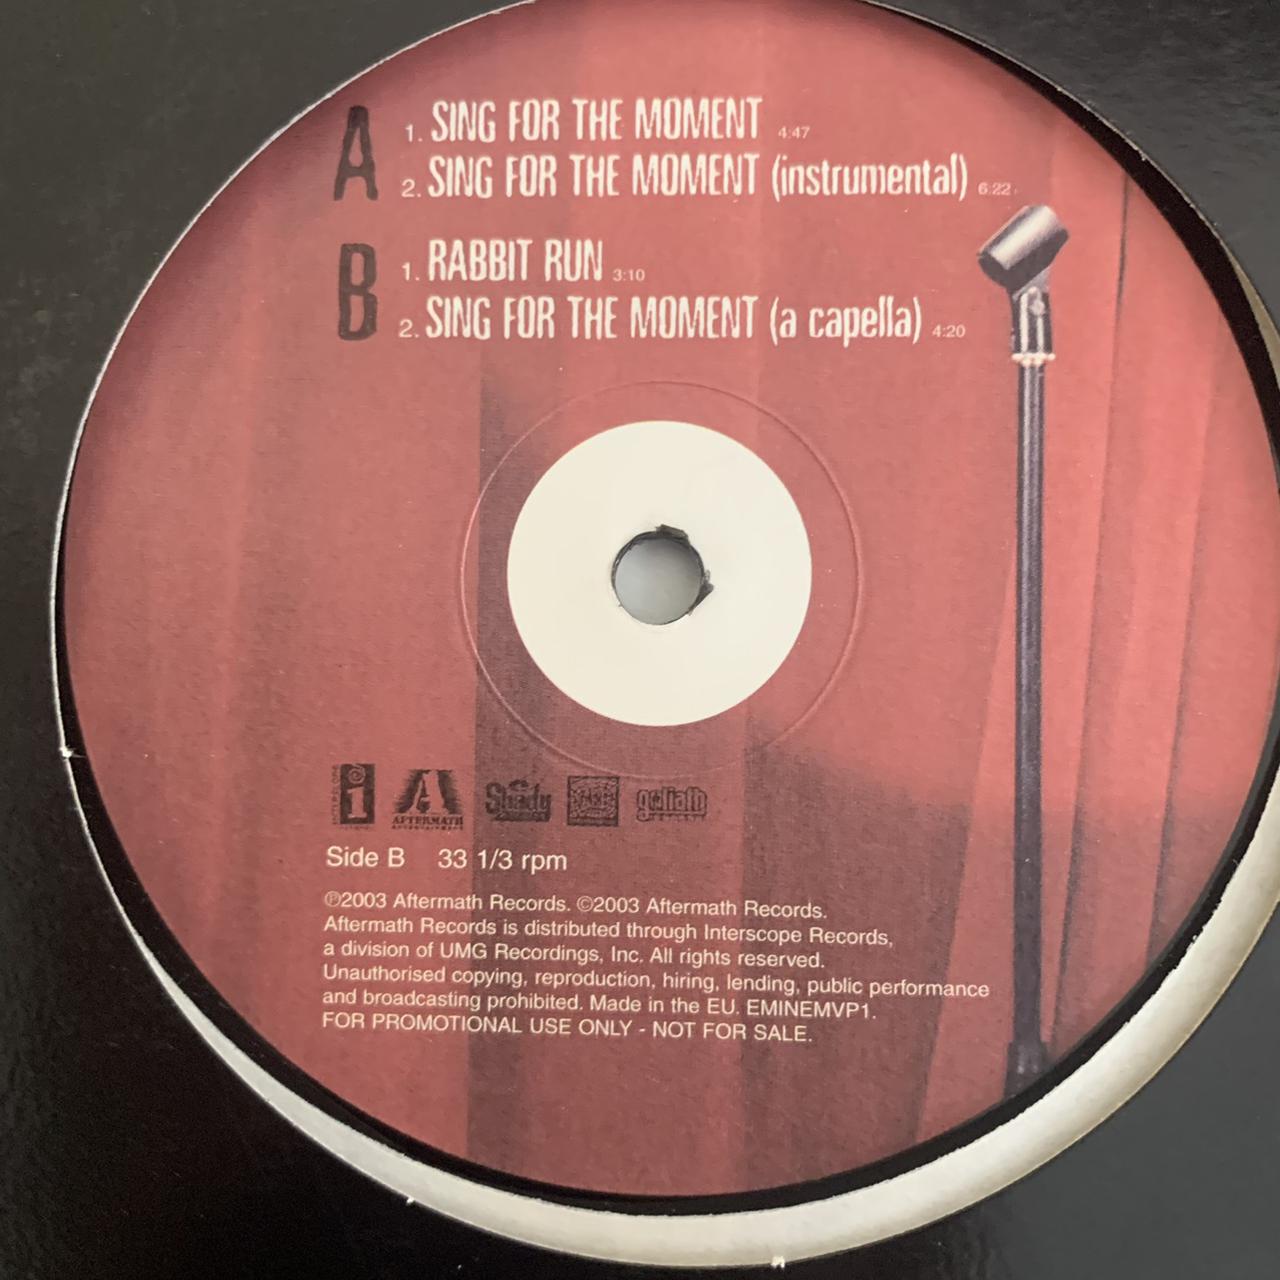 A 1. SING FOR THE MOMENT 4:47
2. SING FOR THE MOMENT (instrumental) 6:22
B 1. RABBIT RUN 3:10
2. SING FOR THE MOMENT (a capella) 4:20
i AFTERMATH Shady goliath
Side B 33 1/3 rpm
℗2003 Aftermath Records. ©2003 Aftermath Records.
Aftermath Records is distributed through Interscope Records,
a division of UMG Recordings, Inc. All rights reserved.
Unauthorised copying, reproduction, hiring, lending, public performance
and broadcasting prohibited. Made in the EU. EMINEMVP1.
FOR PROMOTIONAL USE ONLY - NOT FOR SALE.